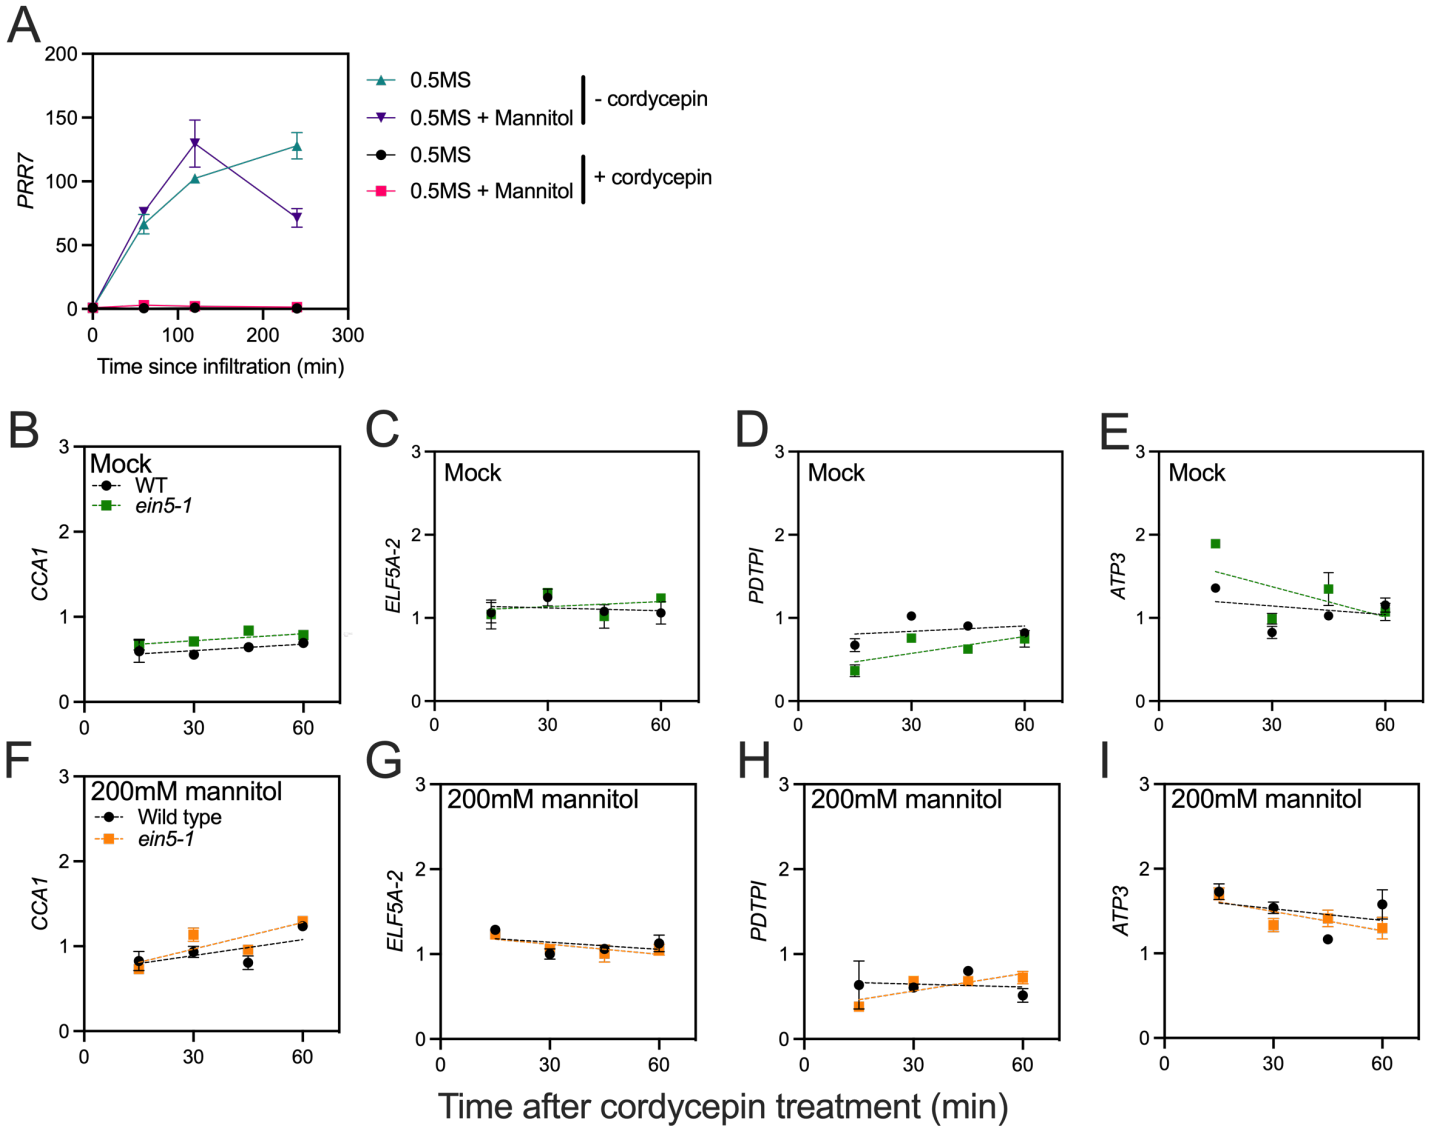 A
200
150
100
50
0
PRR7
0 100 200 300
Time since infiltration (min)
0.5MS
0.5MS + Mannitol
- cordycepin
0.5MS
0.5MS + Mannitol
+ cordycepin
B
3
2
1
0
CCA1
Mock
WT
ein5-1
0 30 60
C
3
2
1
0
ELF5A-2
Mock
0 30 60
D
3
2
1
0
PDTPI
Mock
0 30 60
E
3
2
1
0
ATP3
Mock
0 30 60
F
3
2
1
0
CCA1
200mM mannitol
Wild type
ein5-1
0 30 60
G
3
2
1
0
ELF5A-2
200mM mannitol
0 30 60
H
3
2
1
0
PDTPI
200mM mannitol
0 30 60
I
3
2
1
0
ATP3
200mM mannitol
0 30 60
Time after cordycepin treatment (min)